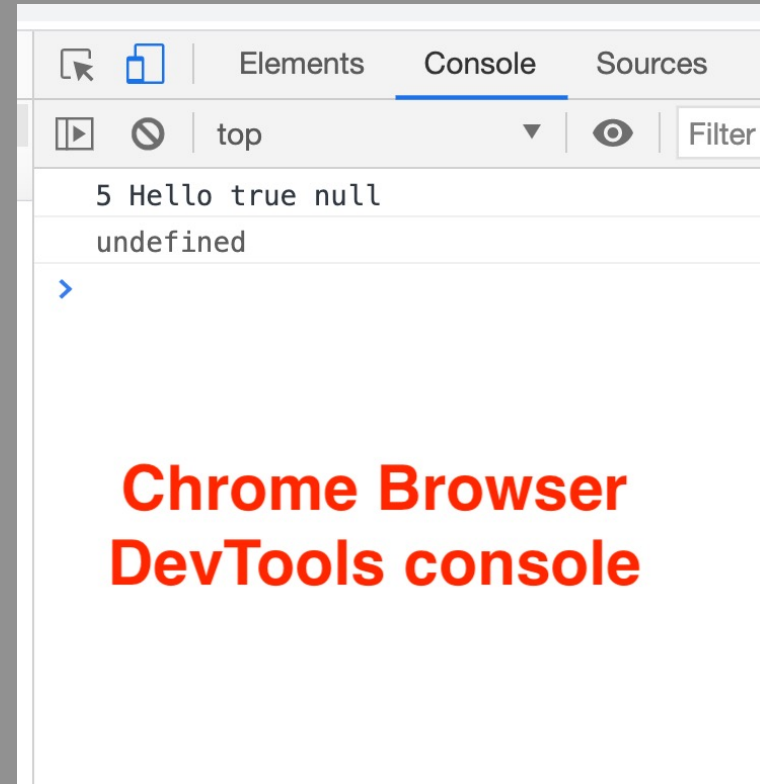 Elements Console Sources
top Filter
5 Hello true null
undefined
Chrome Browser
DevTools console